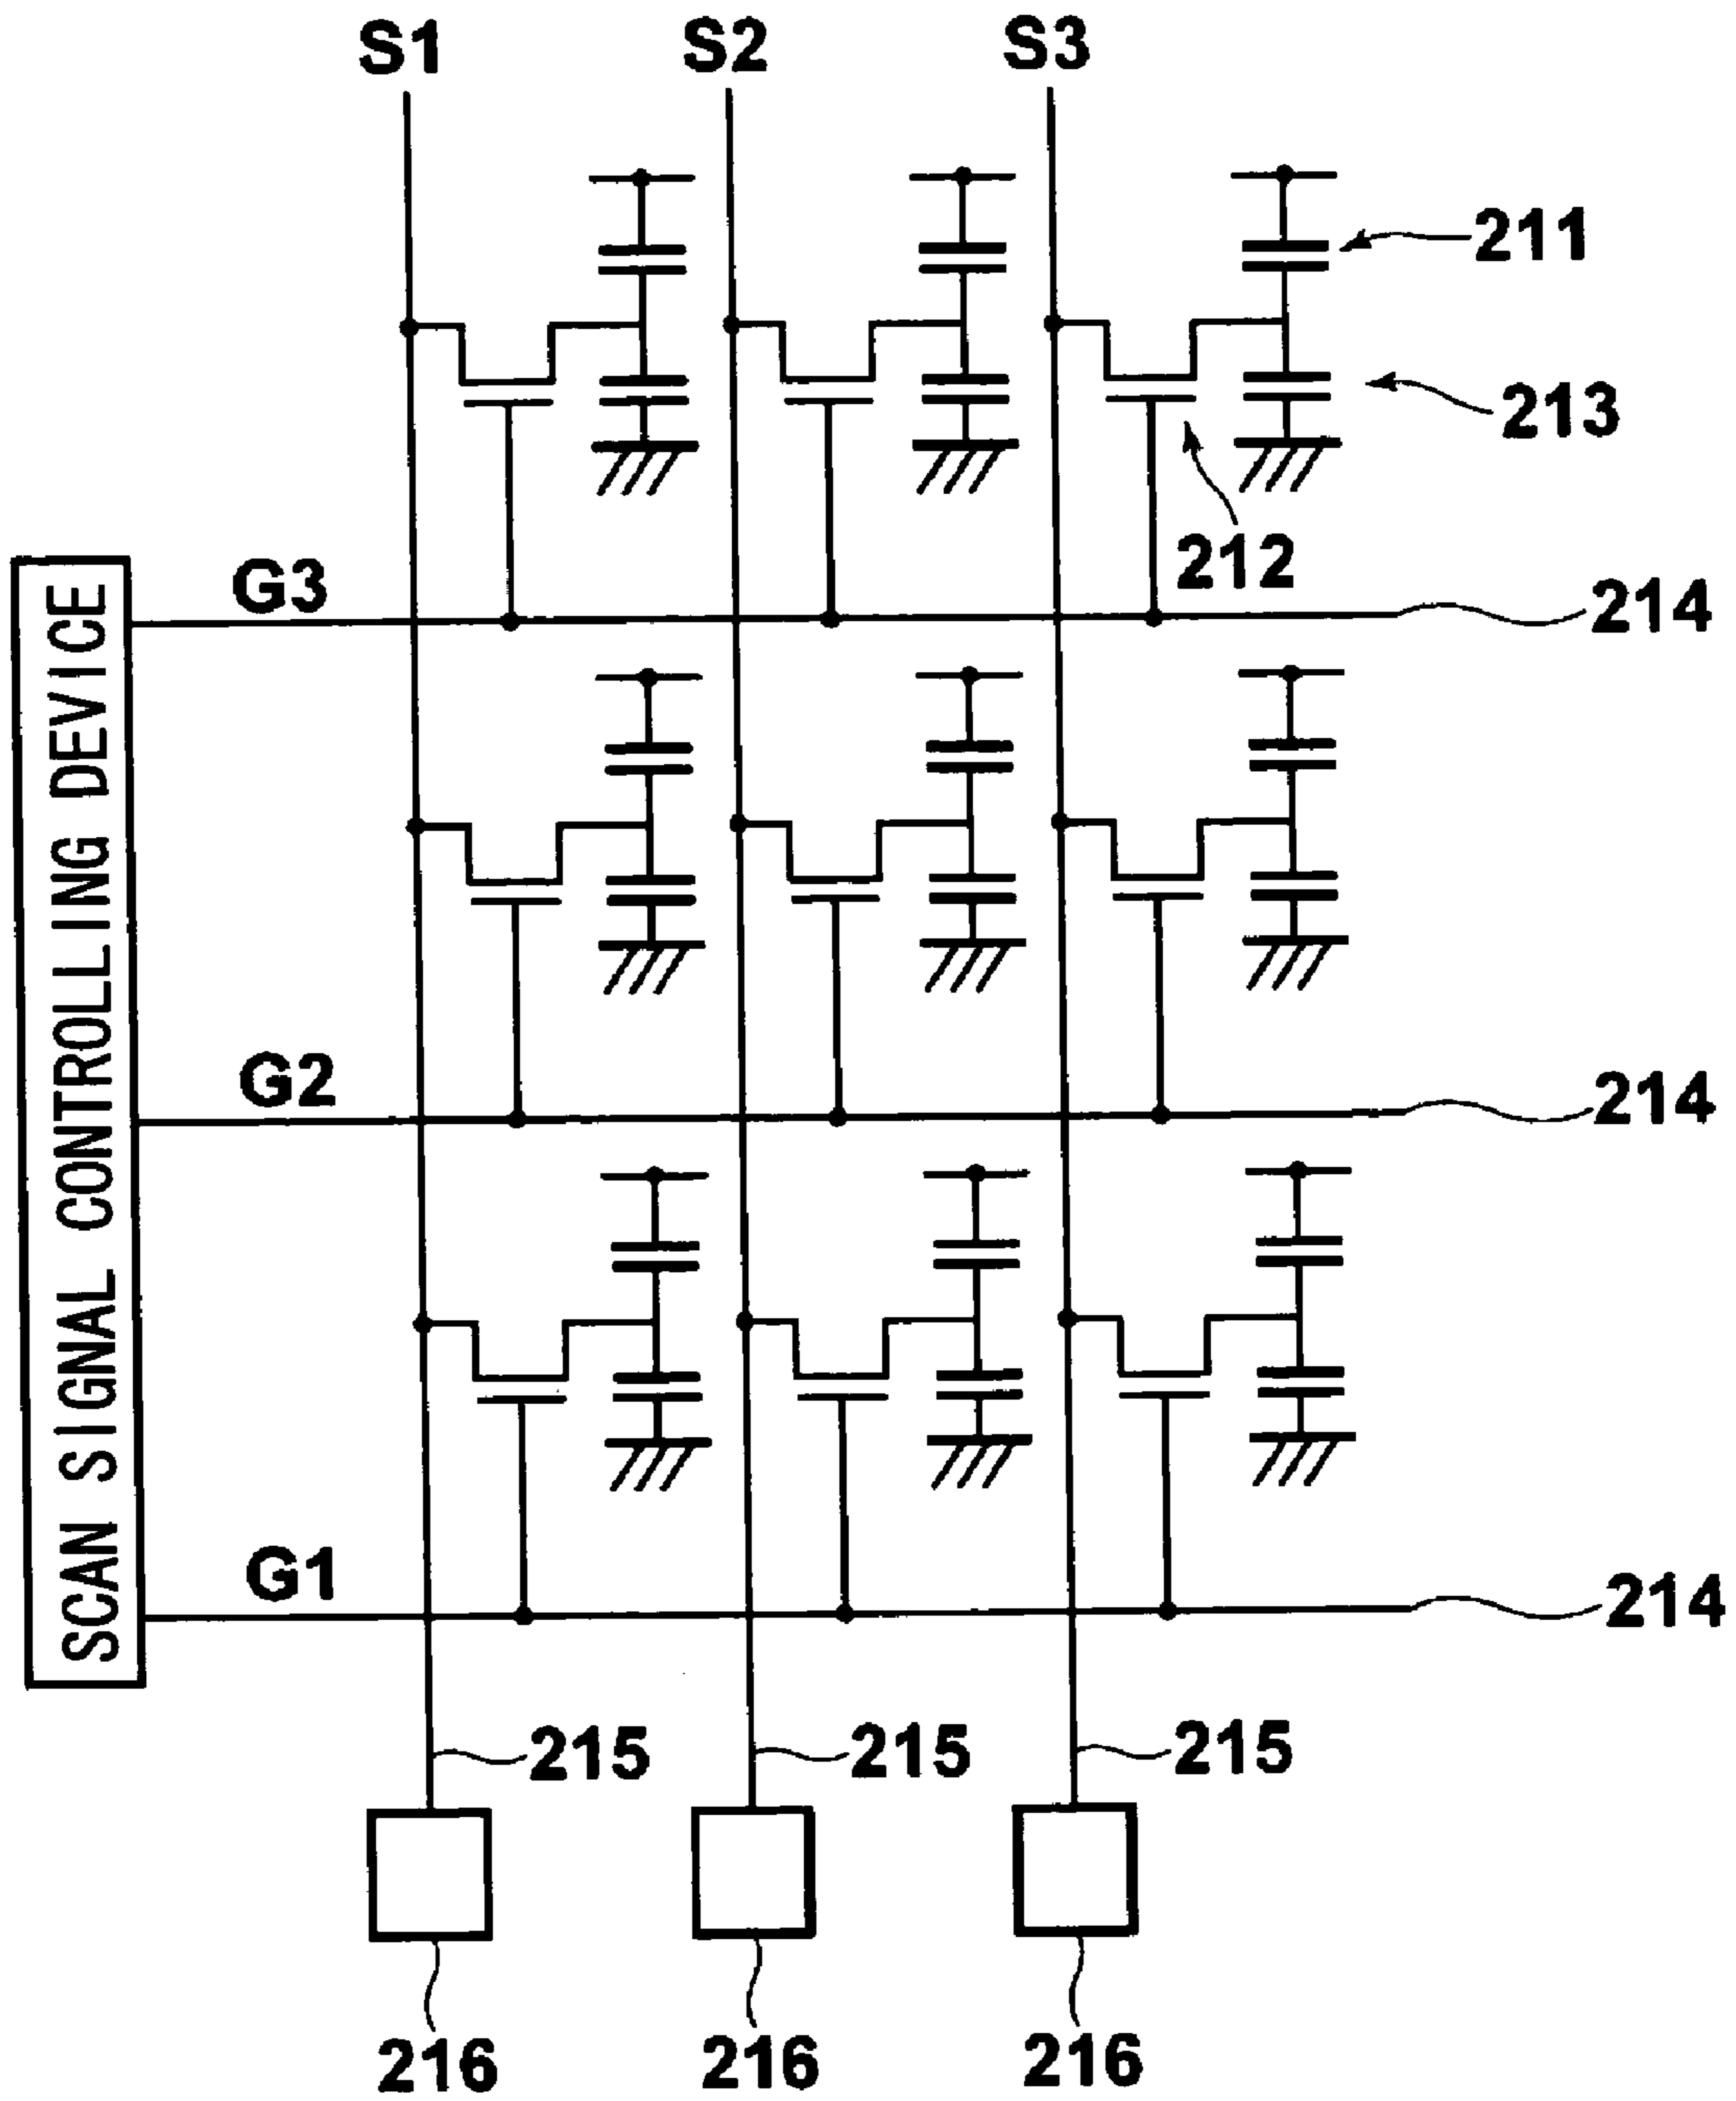 S1 S2 S3
211
213
212
G3
214
SCAN SIGNAL CONTROLLING DEVICE
G2
214
G1
214
215 215 215
216 216 216